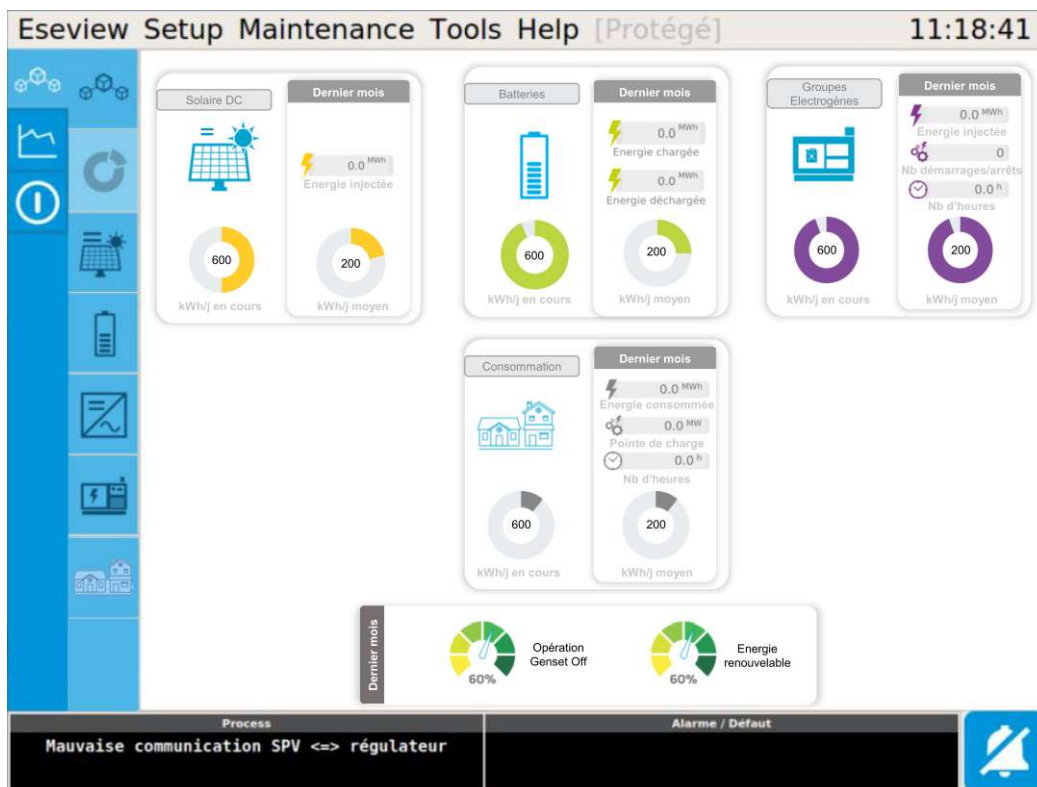 Eseview Setup Maintenance Tools Help [Protégé] 11:18:41
Solaire DC
Dernier mois
0.0 MWh
Energie injectée
600
kWh/j en cours
200
kWh/j moyen
Batteries
Dernier mois
0.0 MWh
Energie chargée
0.0 MWh
Energie déchargée
600
kWh/j en cours
200
kWh/j moyen
Groupes
Electrogènes
Dernier mois
0.0 MWh
Energie injectée
0
Nb démarrages/arrêts
0.0 h
Nb d'heures
600
kWh/j en cours
200
kWh/j moyen
Consommation
Dernier mois
0.0 MWh
Energie consommée
0.0 MW
Pointe de charge
0.0 h
Nb d'heures
600
kWh/j en cours
200
kWh/j moyen
Dernier mois
60%
Opération
Genset Off
60%
Energie
renouvelable
Process
Mauvaise communication SPV <=> régulateur
Alarme / Défaut